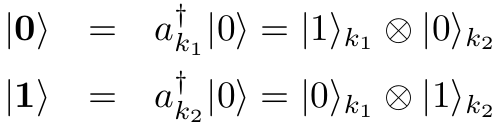 |𝟎⟩ = a†ₖ₁|0⟩ = |1⟩ₖ₁ ⊗ |0⟩ₖ₂
|𝟏⟩ = a†ₖ₂|0⟩ = |0⟩ₖ₁ ⊗ |1⟩ₖ₂